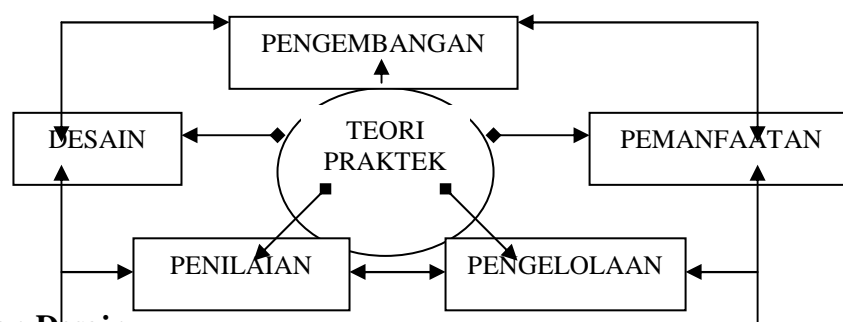 PENGEMBANGAN
DESAIN
TEORI
PRAKTEK
PEMANFAATAN
PENILAIAN
PENGELOLAAN